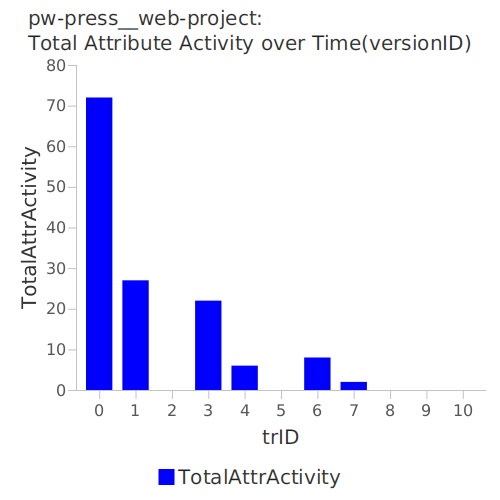 pw-press__web-project:
Total Attribute Activity over Time(versionID)
TotalAttrActivity
80
70
60
50
40
30
20
10
0
0 1 2 3 4 5 6 7 8 9 10
trID
TotalAttrActivity